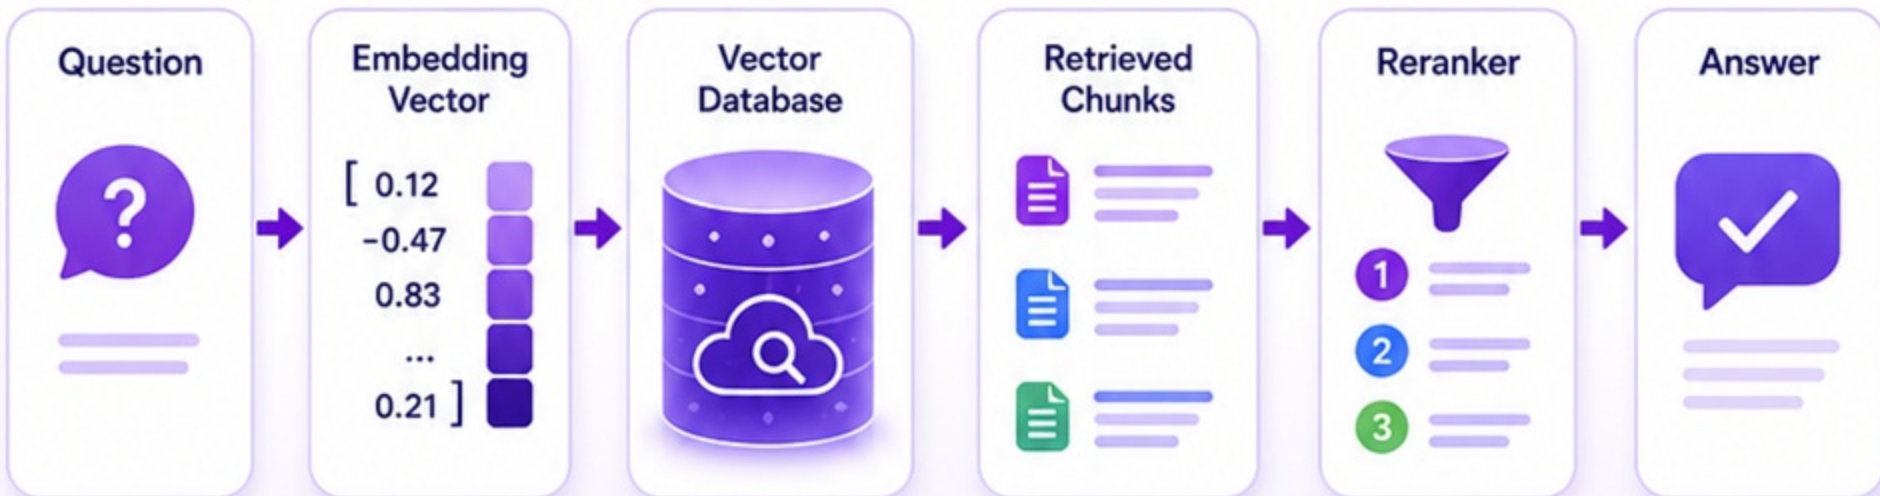 Question
?
Embedding
Vector
[ 0.12
−0.47
0.83
...
0.21 ]
Vector
Database
Retrieved
Chunks
Reranker
1
2
3
Answer